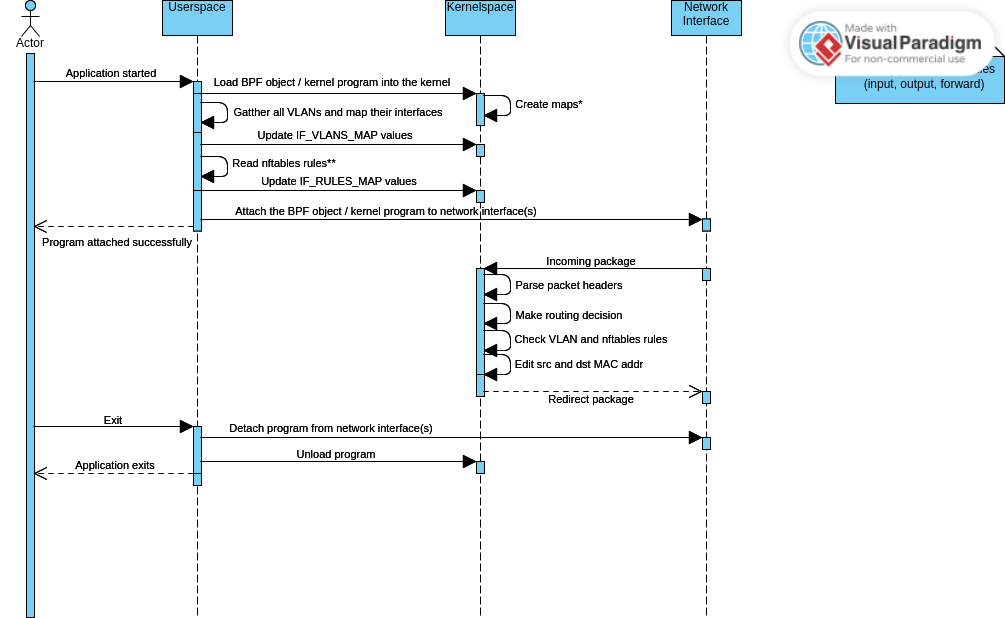 Userspace
Kernelspace
Network
Interface
Made with
VisualParadigm
For non-commercial use
(input, output, forward)
Actor
Application started
Load BPF object / kernel program into the kernel
Create maps*
Gatther all VLANs and map their interfaces
Update IF_VLANS_MAP values
Read nftables rules**
Update IF_RULES_MAP values
Attach the BPF object / kernel program to network interface(s)
Program attached successfully
Incoming package
Parse packet headers
Make routing decision
Check VLAN and nftables rules
Edit src and dst MAC addr
Redirect package
Exit
Detach program from network interface(s)
Unload program
Application exits